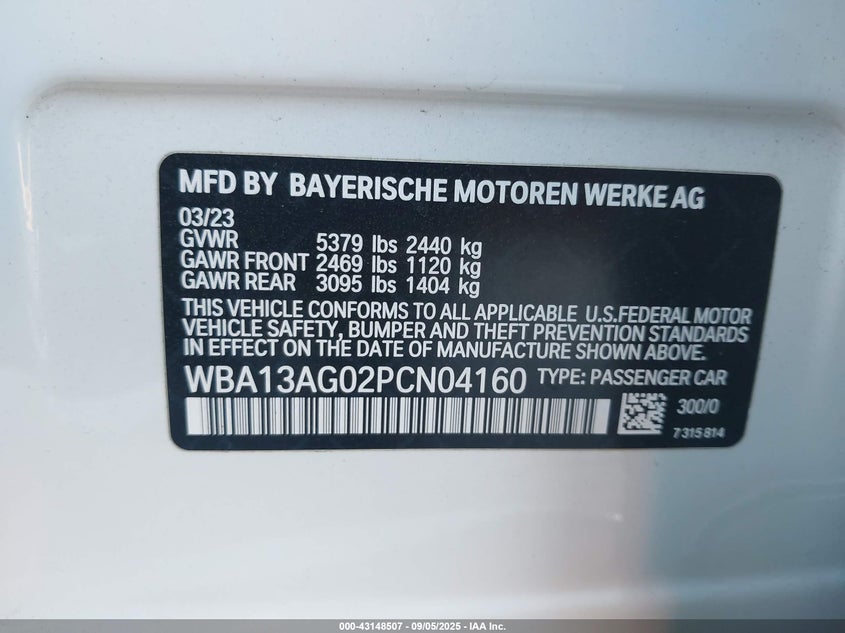 MFD BY BAYERISCHE MOTOREN WERKE AG
03/23
GVWR 5379 lbs 2440 kg
GAWR FRONT 2469 lbs 1120 kg
GAWR REAR 3095 lbs 1404 kg
THIS VEHICLE CONFORMS TO ALL APPLICABLE U.S.FEDERAL MOTOR
VEHICLE SAFETY, BUMPER AND THEFT PREVENTION STANDARDS
IN EFFECT ON THE DATE OF MANUFACTURE SHOWN ABOVE.
WBA13AG02PCN04160 TYPE: PASSENGER CAR
300/0
7315814
000-43148507 - 09/05/2025 - IAA Inc.